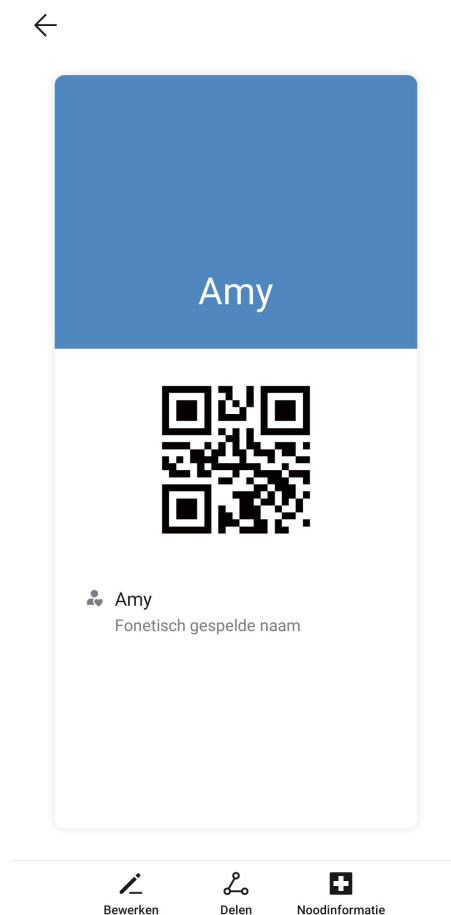 Amy
Amy
Fonetisch gespelde naam
Bewerken
Delen
Noodinformatie